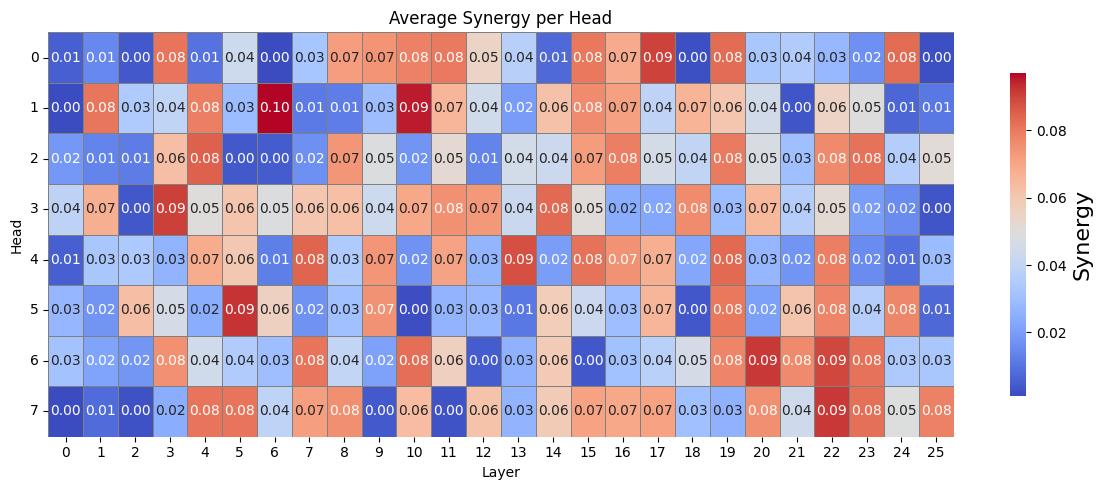 Average Synergy per Head
0 0.01 0.01 0.00 0.08 0.01 0.04 0.00 0.03 0.07 0.07 0.08 0.08 0.05 0.04 0.01 0.08 0.07 0.09 0.00 0.08 0.03 0.04 0.03 0.02 0.08 0.00
1 0.00 0.08 0.03 0.04 0.08 0.03 0.10 0.01 0.01 0.03 0.09 0.07 0.04 0.02 0.06 0.08 0.07 0.04 0.07 0.06 0.04 0.00 0.06 0.05 0.01 0.01
2 0.02 0.01 0.01 0.06 0.08 0.00 0.00 0.02 0.07 0.05 0.02 0.05 0.01 0.04 0.04 0.07 0.08 0.05 0.04 0.08 0.05 0.03 0.08 0.08 0.04 0.05
3 0.04 0.07 0.00 0.09 0.05 0.06 0.05 0.06 0.06 0.04 0.07 0.08 0.07 0.04 0.08 0.05 0.02 0.02 0.08 0.03 0.07 0.04 0.05 0.02 0.02 0.00
4 0.01 0.03 0.03 0.03 0.07 0.06 0.01 0.08 0.03 0.07 0.02 0.07 0.03 0.09 0.02 0.08 0.07 0.07 0.02 0.08 0.03 0.02 0.08 0.02 0.01 0.03
5 0.03 0.02 0.06 0.05 0.02 0.09 0.06 0.02 0.03 0.07 0.00 0.03 0.03 0.01 0.06 0.04 0.03 0.07 0.00 0.08 0.02 0.06 0.08 0.04 0.08 0.01
6 0.03 0.02 0.02 0.08 0.04 0.04 0.03 0.08 0.04 0.02 0.08 0.06 0.00 0.03 0.06 0.00 0.03 0.04 0.05 0.08 0.09 0.08 0.09 0.08 0.03 0.03
7 0.00 0.01 0.00 0.02 0.08 0.08 0.04 0.07 0.08 0.00 0.06 0.00 0.06 0.03 0.06 0.07 0.07 0.07 0.03 0.03 0.08 0.04 0.09 0.08 0.05 0.08
0 1 2 3 4 5 6 7 8 9 10 11 12 13 14 15 16 17 18 19 20 21 22 23 24 25
Layer
Head
0.08
0.06
0.04
0.02
Synergy